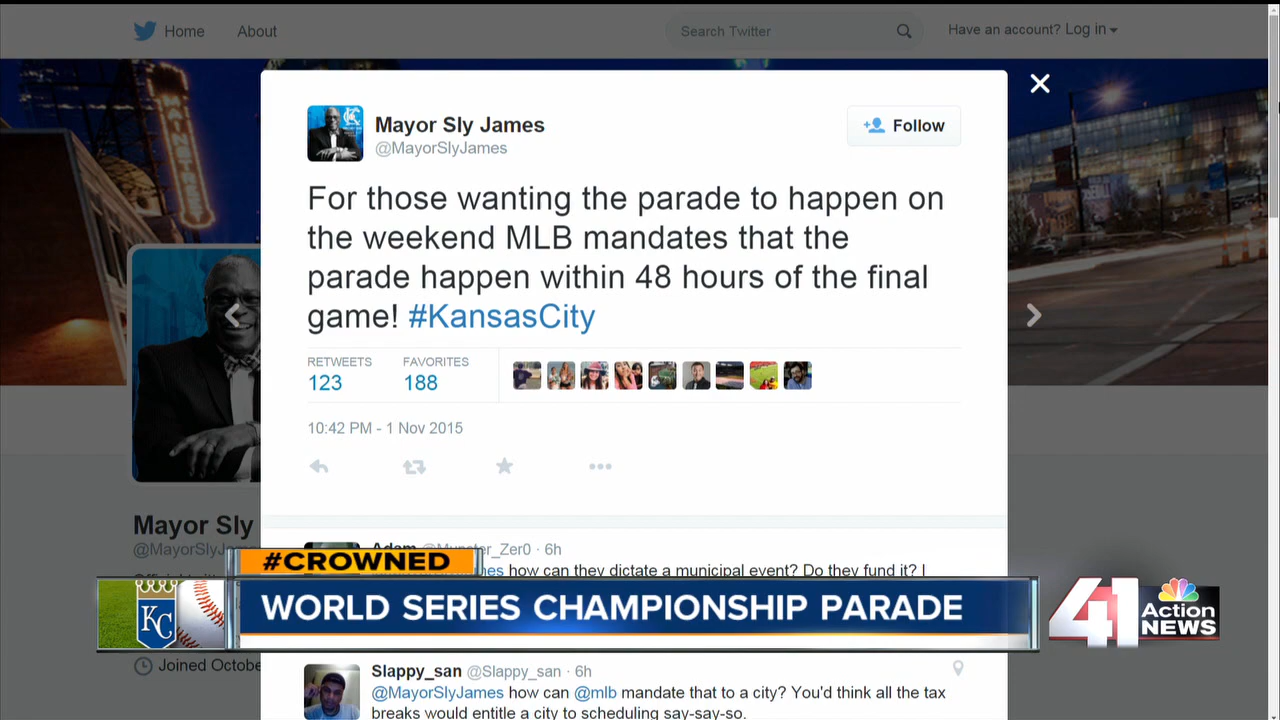 Home About Search Twitter Have an account? Log in
MAINSTREET
Mayor Sly James
@MayorSlyJames
Follow
For those wanting the parade to happen on
the weekend MLB mandates that the
parade happen within 48 hours of the final
game! #KansasCity
RETWEETS FAVORITES
123 188
10:42 PM - 1 Nov 2015
Mayor Sly
@MayorSlyJ
Adam @Munster_Zer0 · 6h
how can they dictate a municipal event? Do they fund it? I
#CROWNED
WORLD SERIES CHAMPIONSHIP PARADE
KC
41
Action
NEWS
Joined Octobe
Slappy_san @Slappy_san · 6h
@MayorSlyJames how can @mlb mandate that to a city? You'd think all the tax
breaks would entitle a city to scheduling say-say-so.